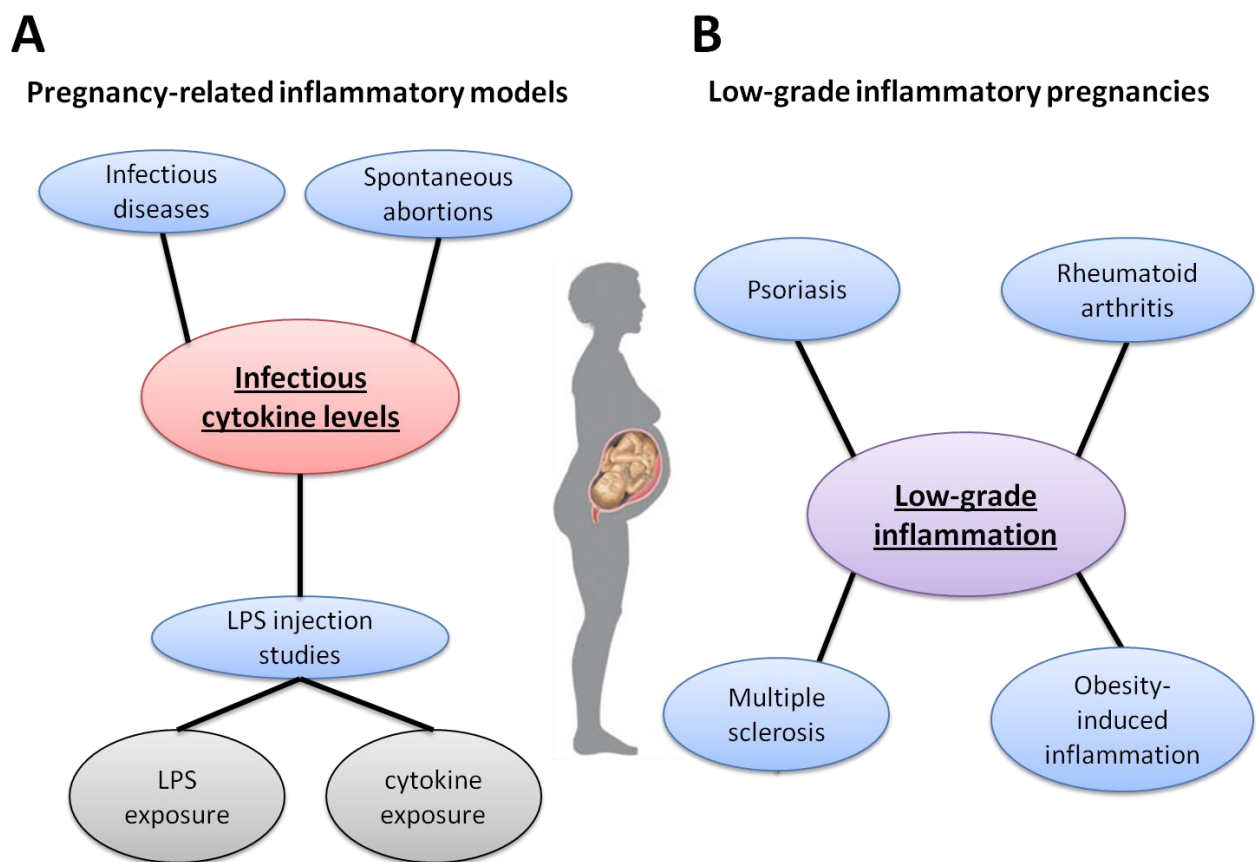 A
Pregnancy-related inflammatory models
Infectious
diseases
Spontaneous
abortions
Infectious
cytokine levels
LPS injection
studies
LPS
exposure
cytokine
exposure
B
Low-grade inflammatory pregnancies
Psoriasis
Rheumatoid
arthritis
Low-grade
inflammation
Multiple
sclerosis
Obesity-
induced
inflammation